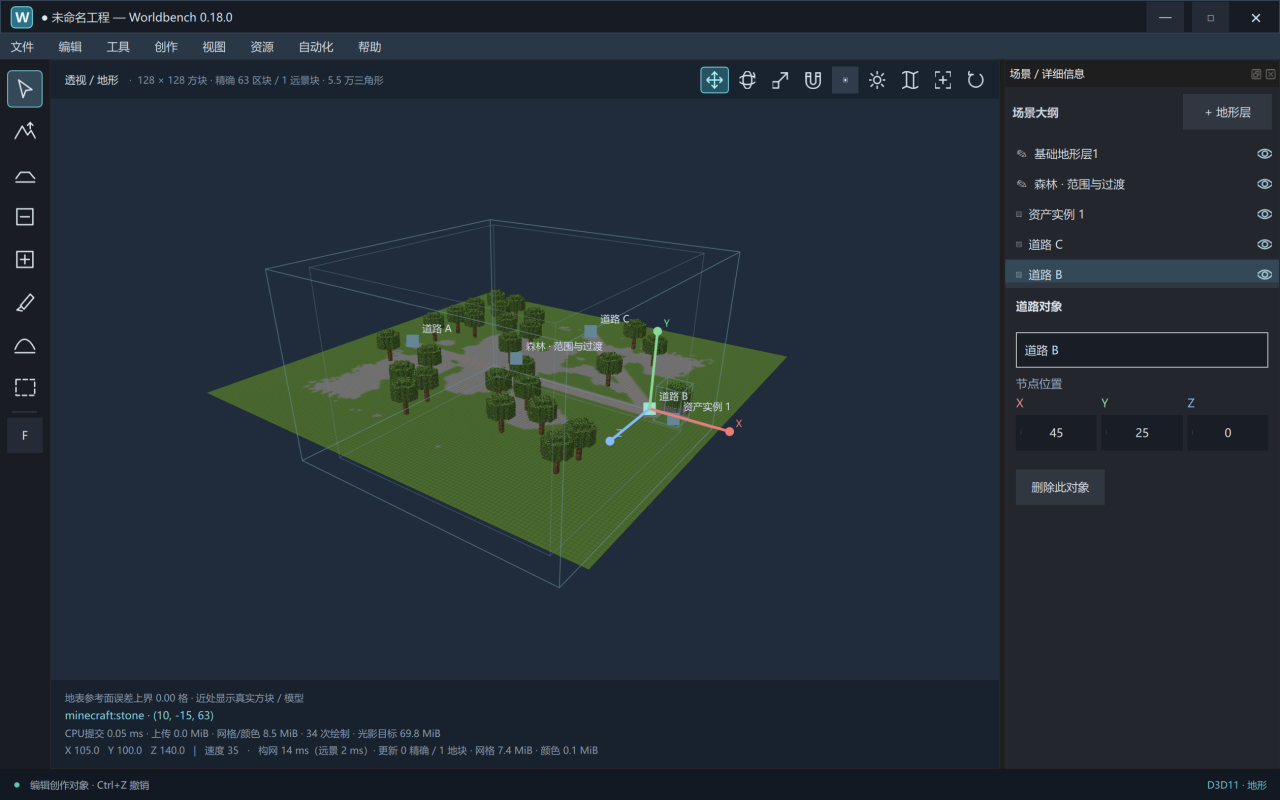 W ● 未命名工程 — Worldbench 0.18.0
文件 编辑 工具 创作 视图 资源 自动化 帮助
透视 / 地形 · 128 × 128 方块 · 精确 63 区块 / 1 远景块 · 5.5 万三角形
F
道路 A
道路 C
Y
森林 · 范围与过渡
道路 B
资产实例 1
X
Z
地表参考面误差上界 0.00 格 · 近处显示真实方块 / 模型
minecraft:stone · (10, -15, 63)
CPU提交 0.05 ms · 上传 0.0 MiB · 网格/颜色 8.5 MiB · 34 次绘制 · 光影目标 69.8 MiB
X 105.0 Y 100.0 Z 140.0 | 速度 35 · 构网 14 ms（远景 2 ms）· 更新 0 精确 / 1 地块 · 网格 7.4 MiB · 颜色 0.1 MiB
场景 / 详细信息
场景大纲
+ 地形层
基础地形层1
森林 · 范围与过渡
资产实例 1
道路 C
道路 B
道路对象
道路 B
节点位置
X Y Z
45 25 0
删除此对象
编辑创作对象 · Ctrl+Z 撤销
D3D11 · 地形